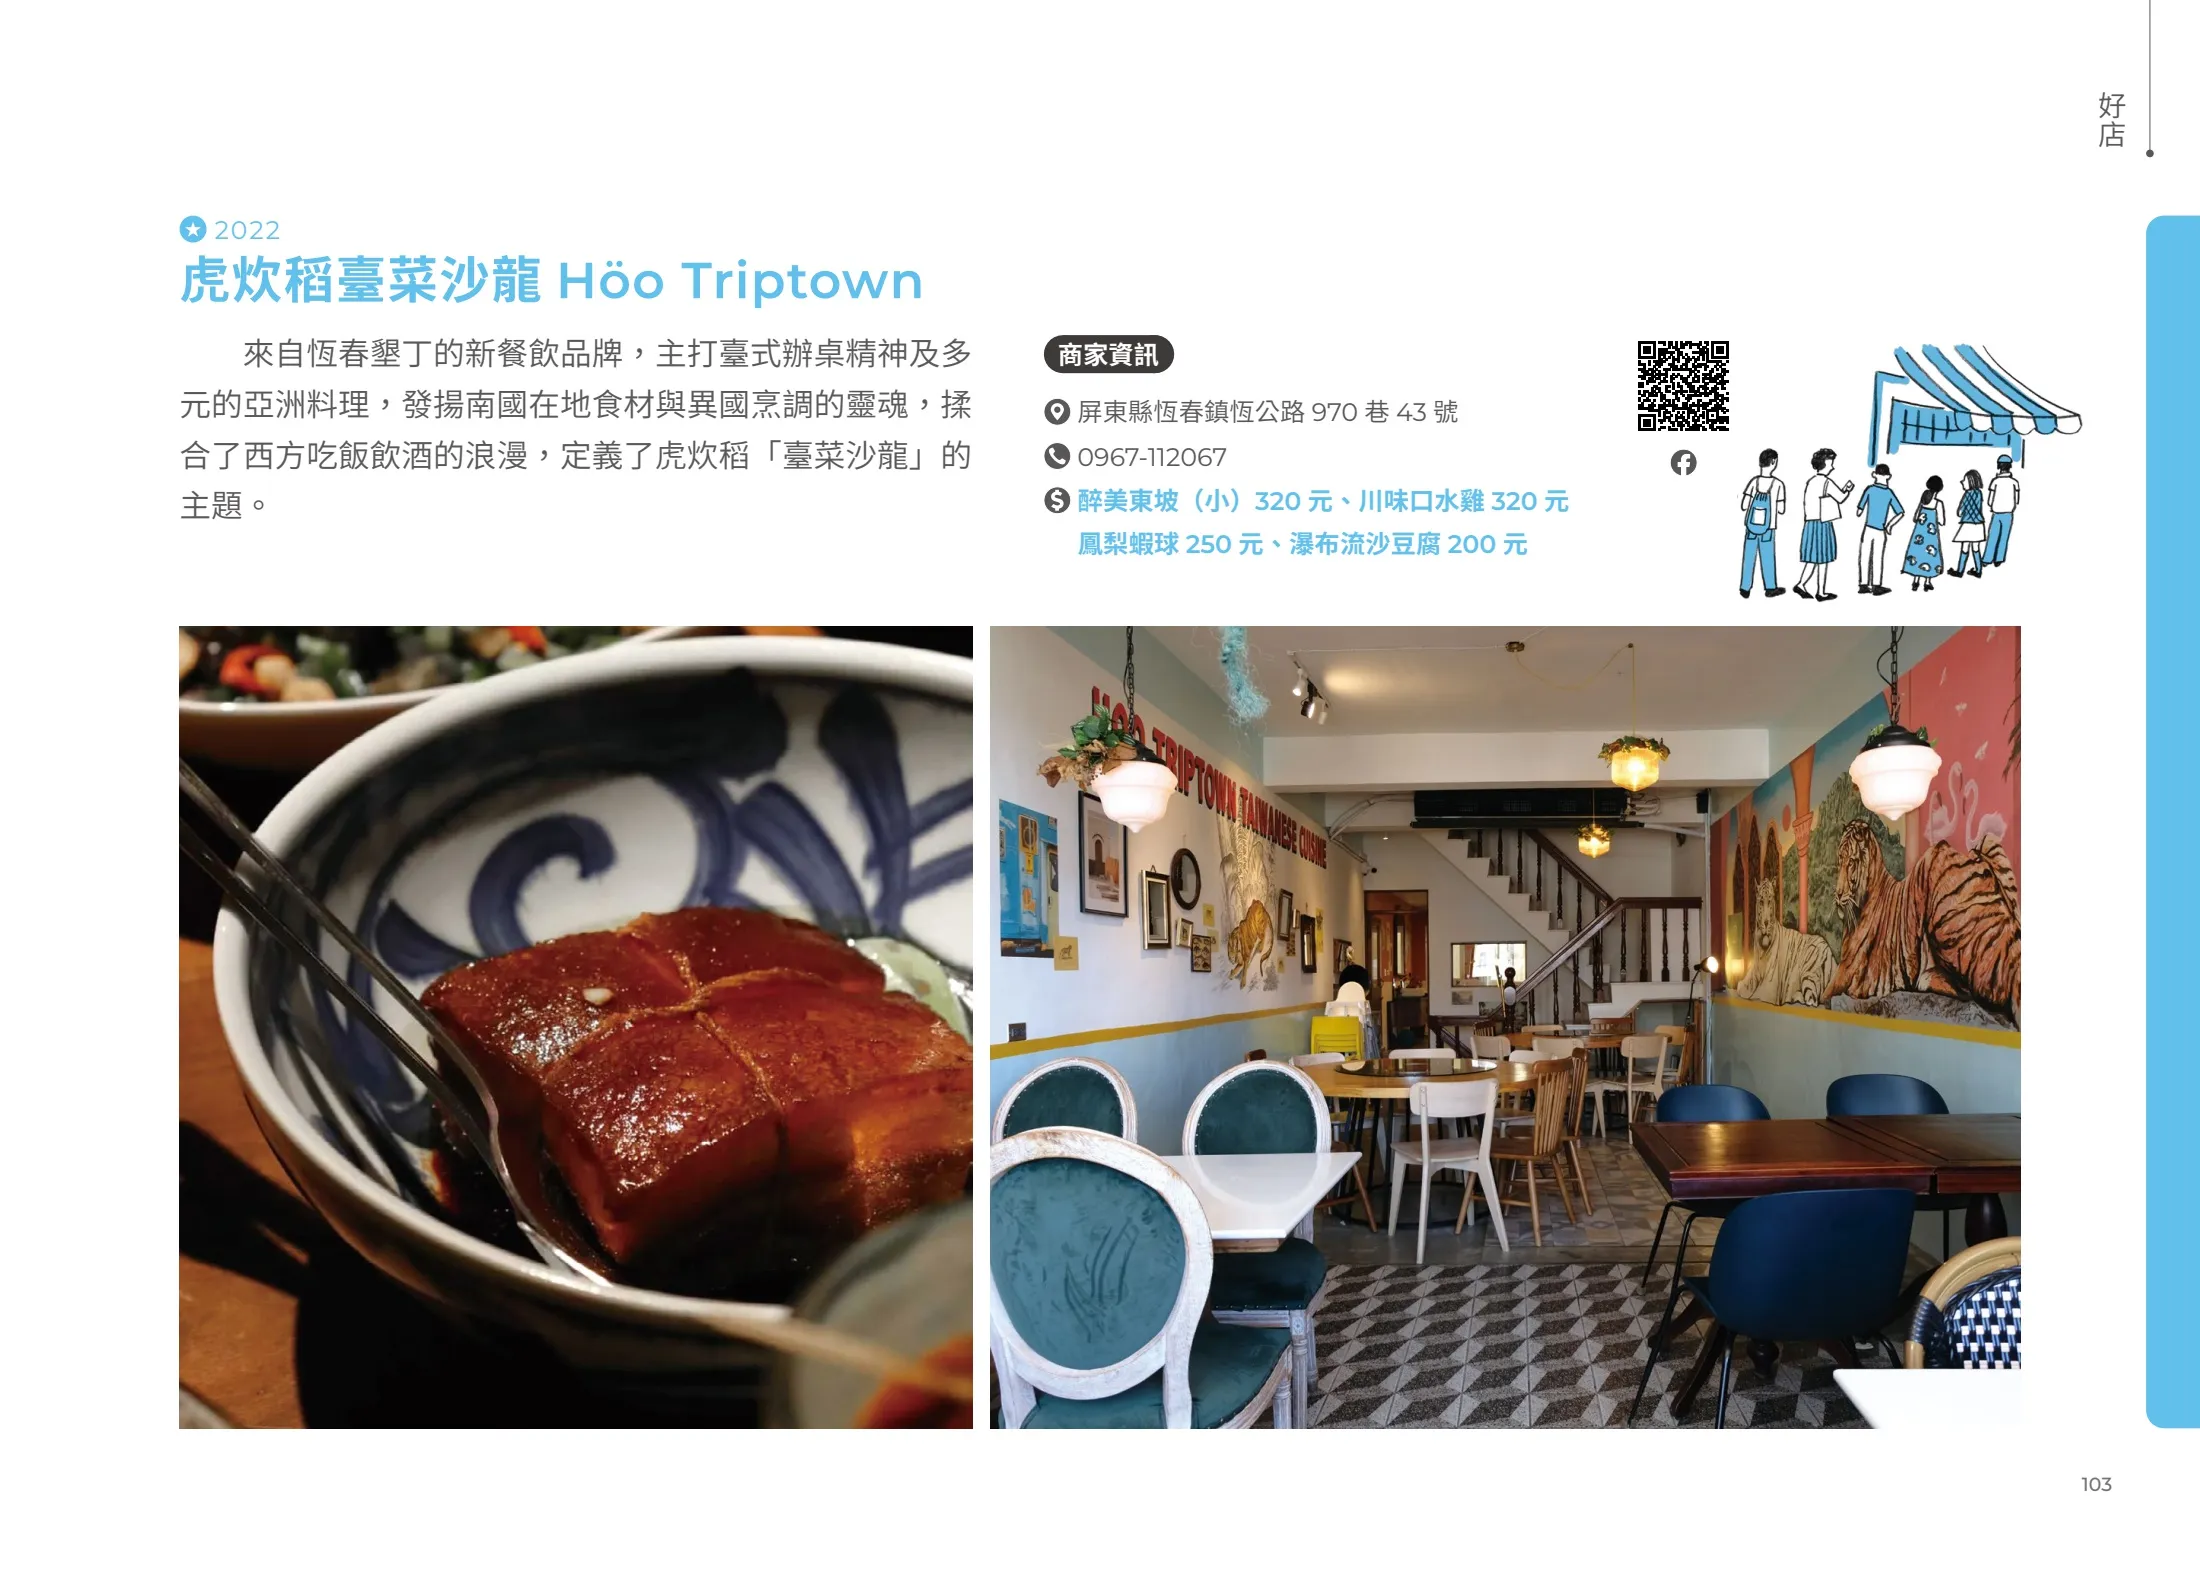 好店
2022
虎炊稻臺菜沙龍 Höo Triptown
來自恆春墾丁的新餐飲品牌，主打臺式辦桌精神及多
元的亞洲料理，發揚南國在地食材與異國烹調的靈魂，揉
合了西方吃飯飲酒的浪漫，定義了虎炊稻「臺菜沙龍」的
主題。
商家資訊
屏東縣恆春鎮恆公路 970 巷 43 號
0967-112067
醉美東坡（小）320 元、川味口水雞 320 元
鳳梨蝦球 250 元、瀑布流沙豆腐 200 元
HOO TRIPTOWN TAIWANESE CUISINE
103